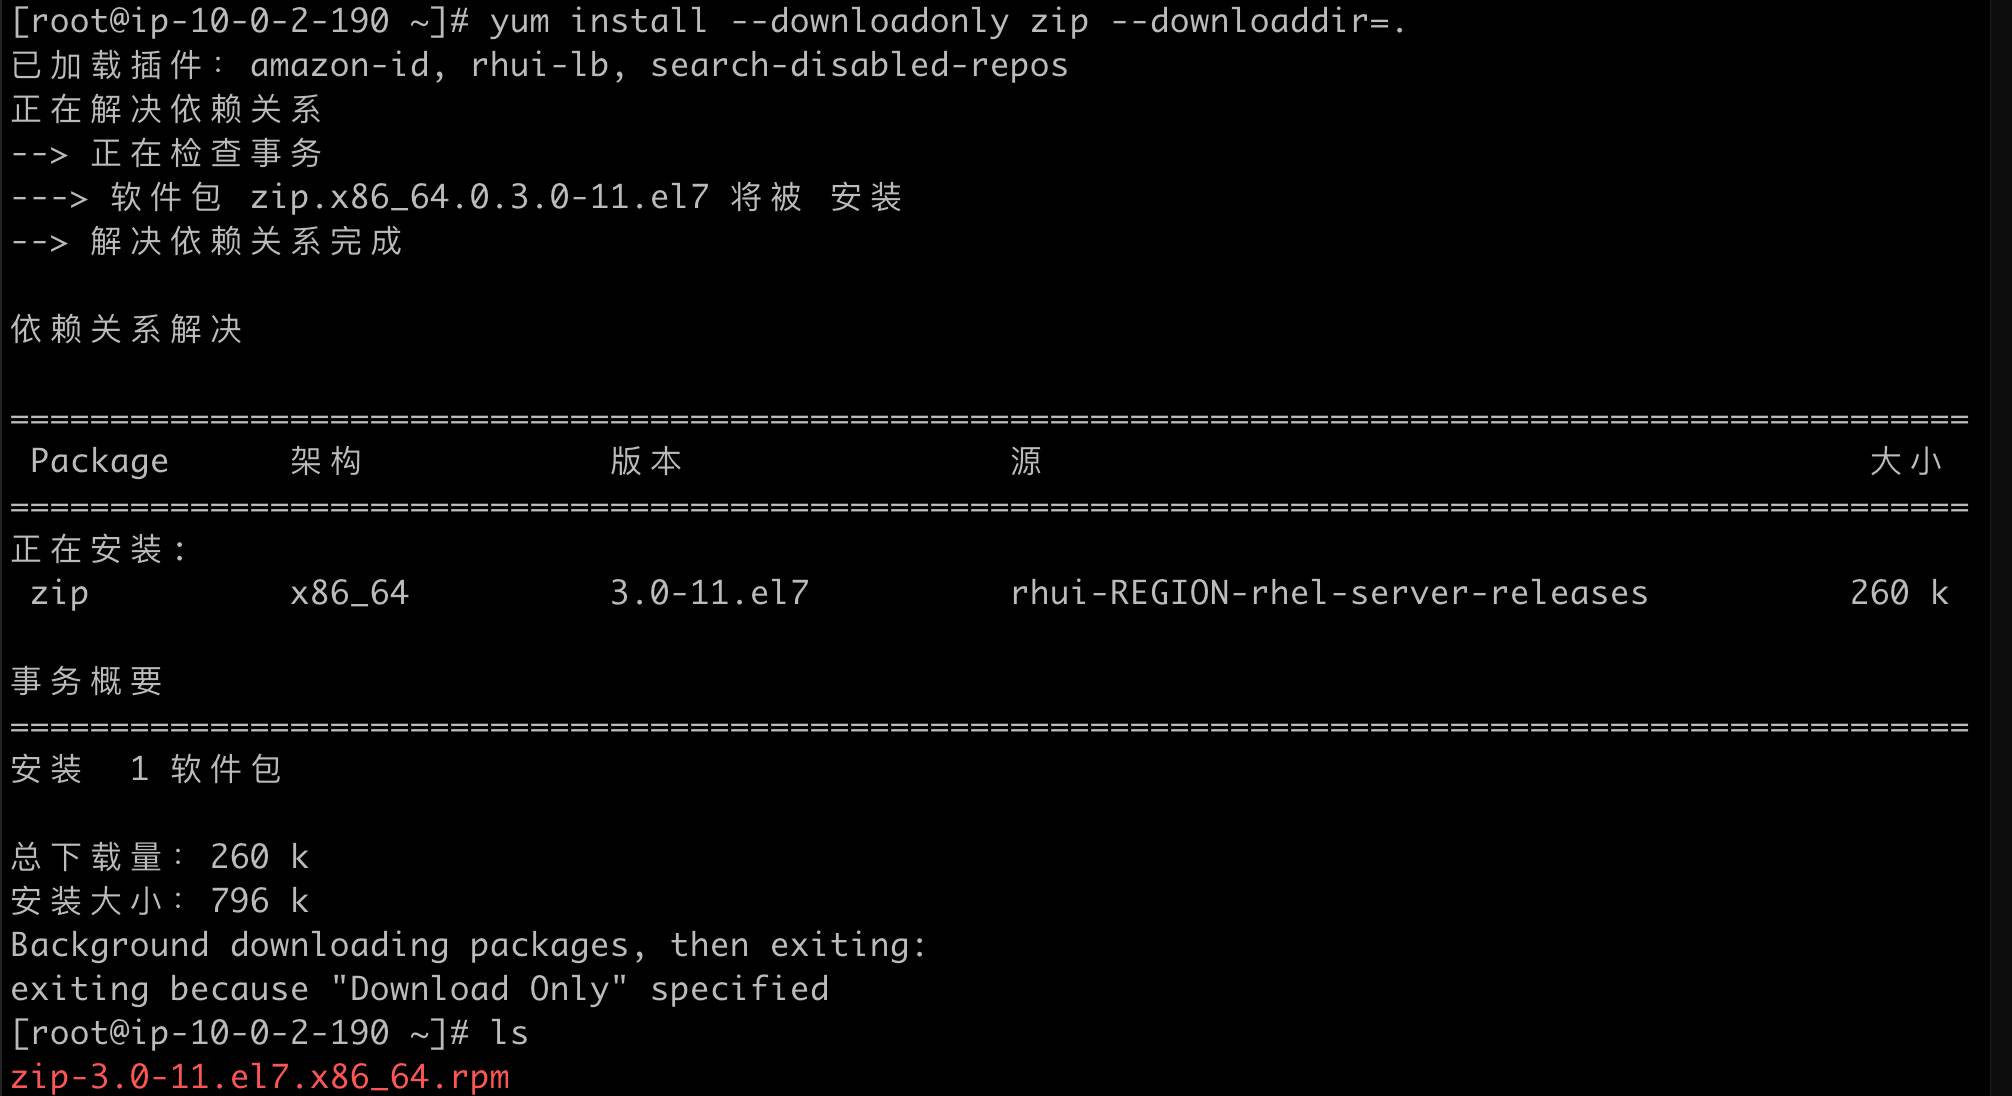 [root@ip-10-0-2-190 ~]# yum install --downloadonly zip --downloaddir=.
已加载插件：amazon-id, rhui-lb, search-disabled-repos
正在解决依赖关系
--> 正在检查事务
---> 软件包 zip.x86_64.0.3.0-11.el7 将被 安装
--> 解决依赖关系完成
依赖关系解决
==================================================================================================
Package 架构 版本 源 大小
==================================================================================================
正在安装:
zip x86_64 3.0-11.el7 rhui-REGION-rhel-server-releases 260 k
事务概要
==================================================================================================
安装 1 软件包
总下载量：260 k
安装大小：796 k
Background downloading packages, then exiting:
exiting because "Download Only" specified
[root@ip-10-0-2-190 ~]# ls
zip-3.0-11.el7.x86_64.rpm